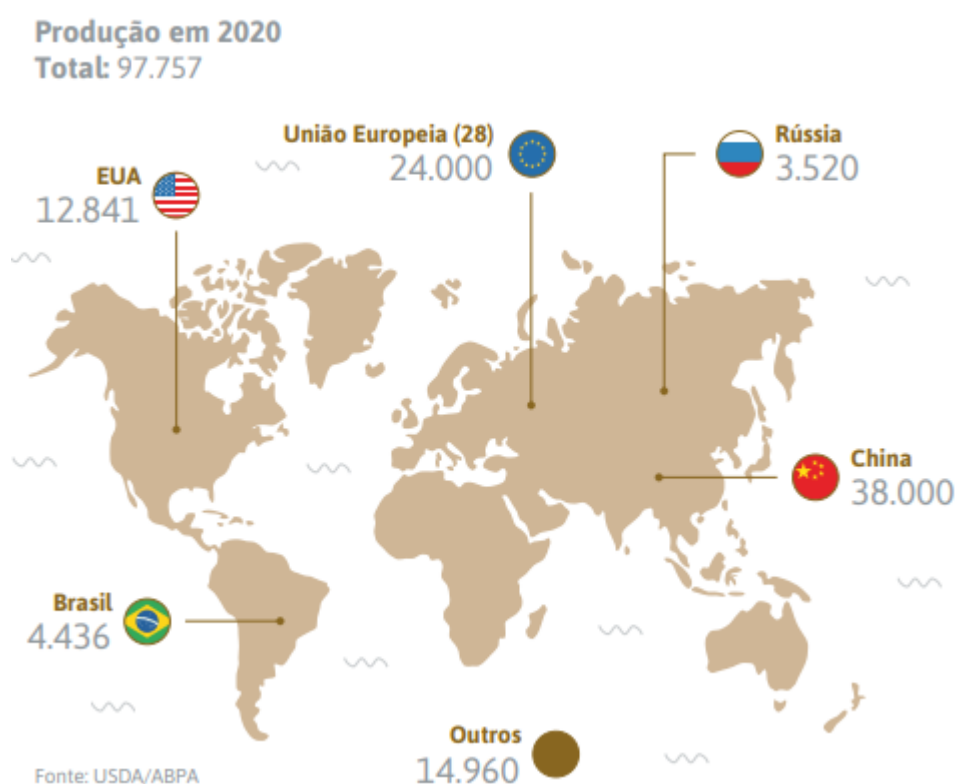 Produção em 2020
Total: 97.757
União Europeia (28)
24.000
Rússia
3.520
EUA
12.841
China
38.000
Brasil
4.436
Outros
14.960
Fonte: USDA/ABPA